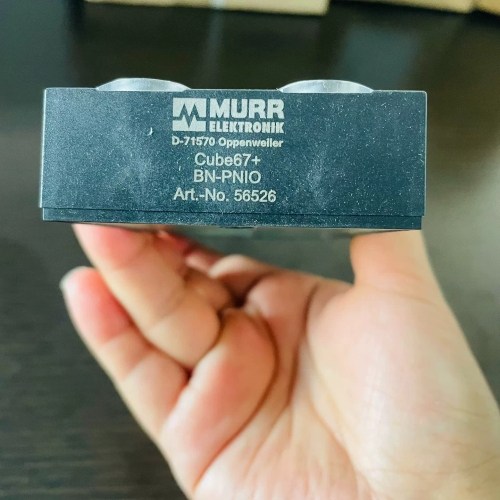 MURR
ELEKTRONIK
D-71570 Oppenweiler
Cube67+
BN-PNIO
Art.-No. 56526